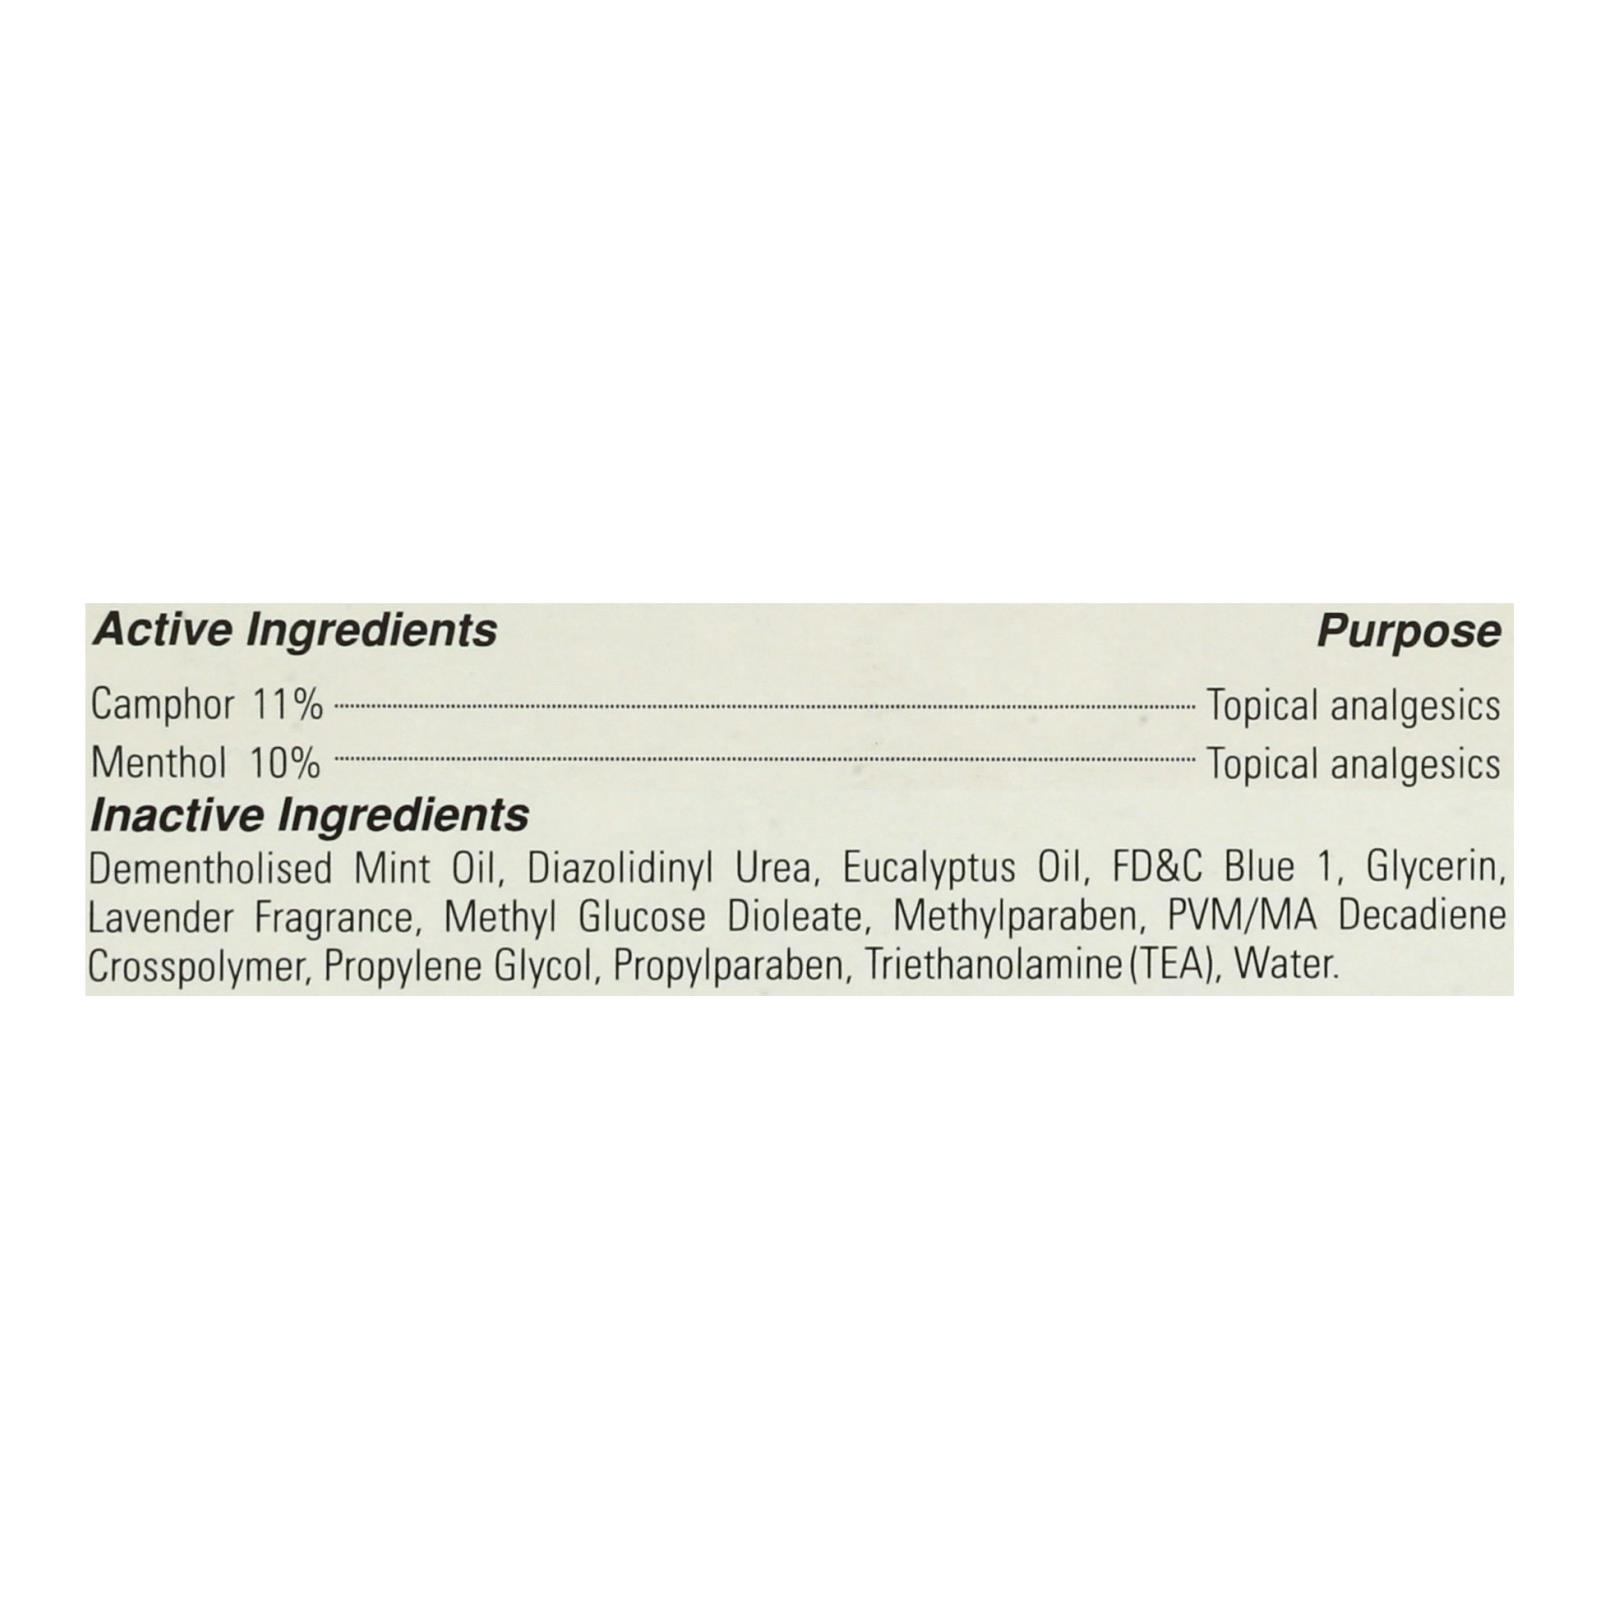 Active Ingredients Purpose
Camphor 11% Topical analgesics
Menthol 10% Topical analgesics
Inactive Ingredients
Dementholised Mint Oil, Diazolidinyl Urea, Eucalyptus Oil, FD&C Blue 1, Glycerin,
Lavender Fragrance, Methyl Glucose Dioleate, Methylparaben, PVM/MA Decadiene
Crosspolymer, Propylene Glycol, Propylparaben, Triethanolamine (TEA), Water.